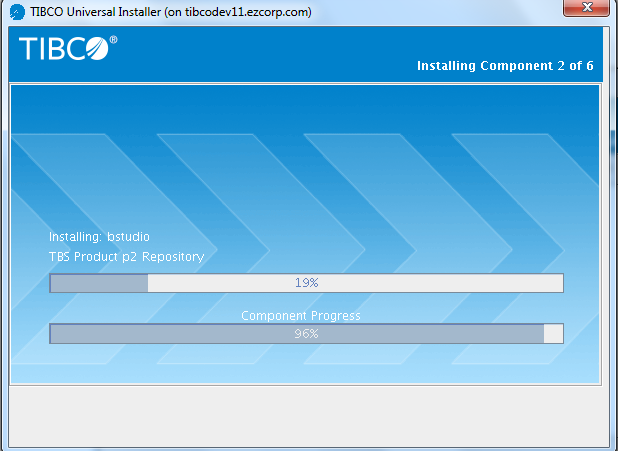 TIBCO Universal Installer (on tibcodev11.ezcorp.com)
TIBCO®
Installing Component 2 of 6
Installing: bstudio
TBS Product p2 Repository
19%
Component Progress
96%